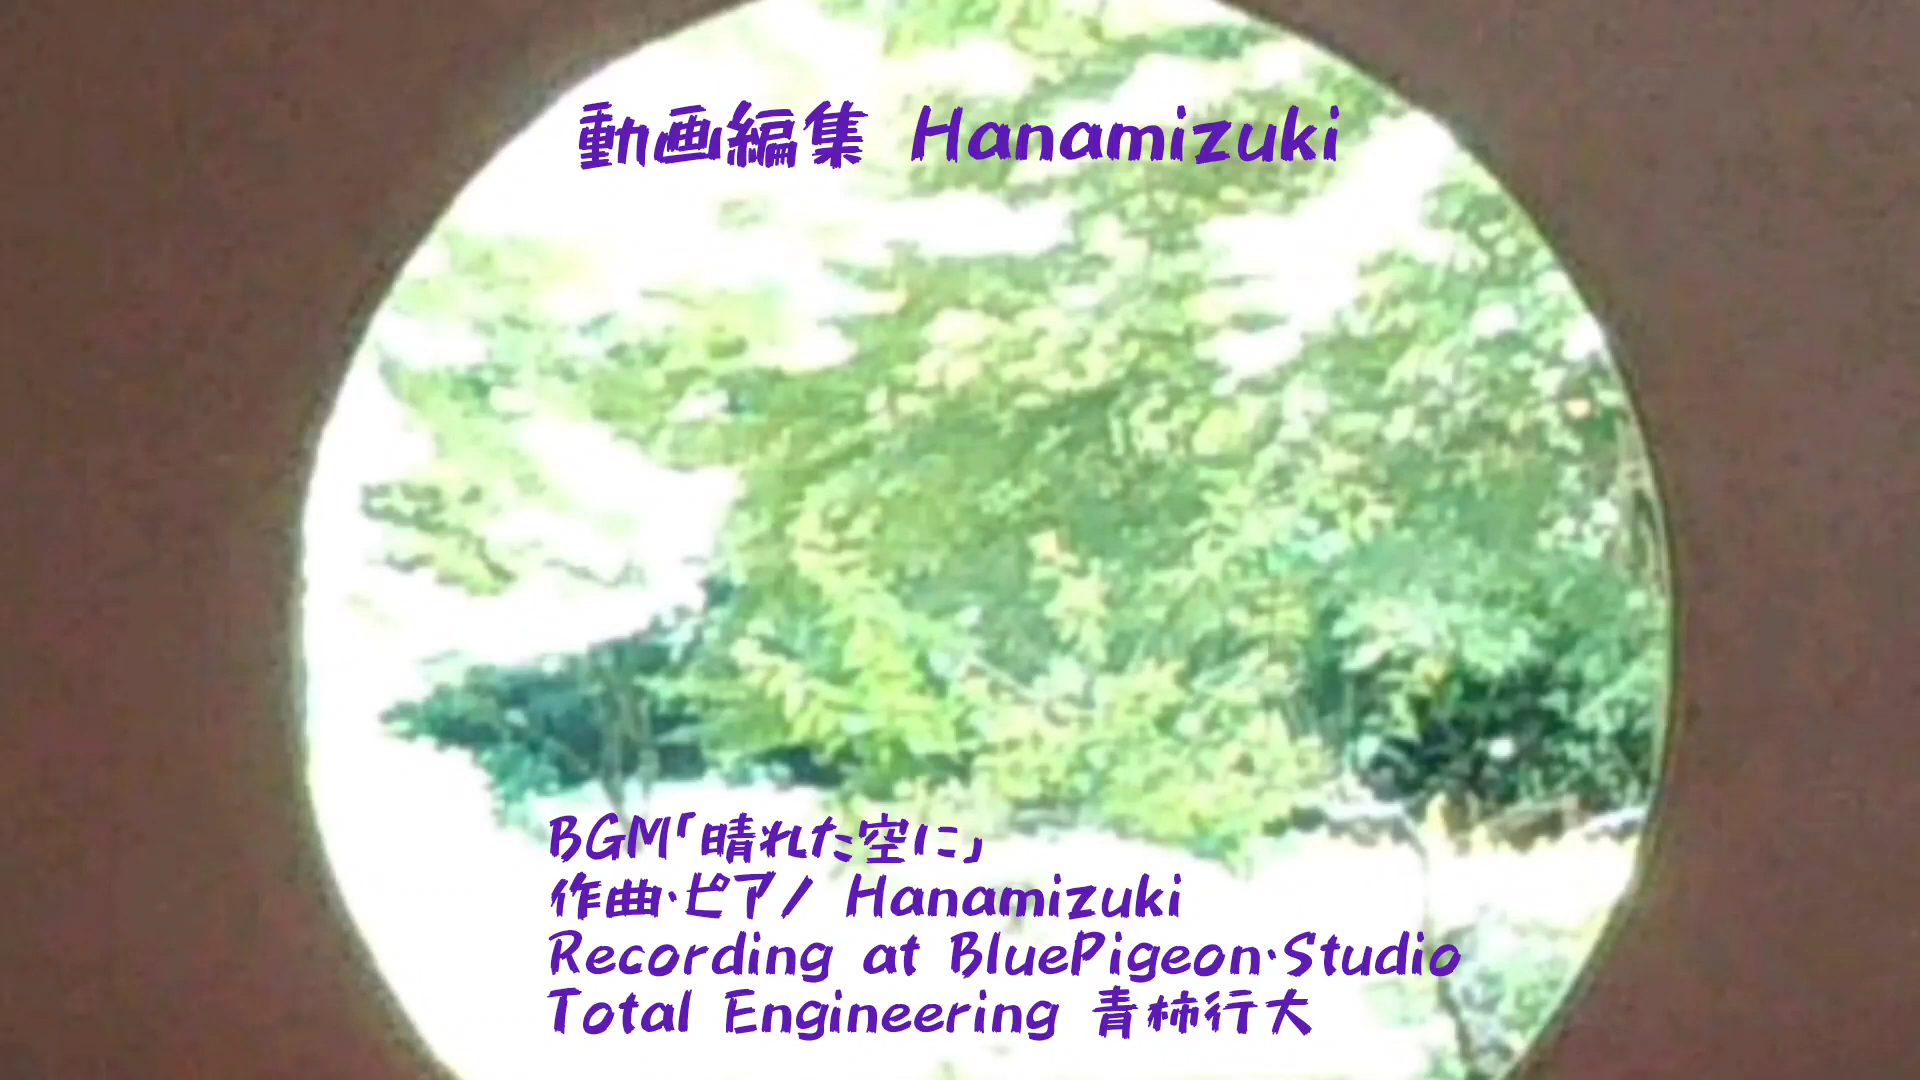 動画編集 Hanamizuki
BGM「晴れた空に」
作曲・ピアノ Hanamizuki
Recording at BluePigeon・Studio
Total Engineering 青柿行大